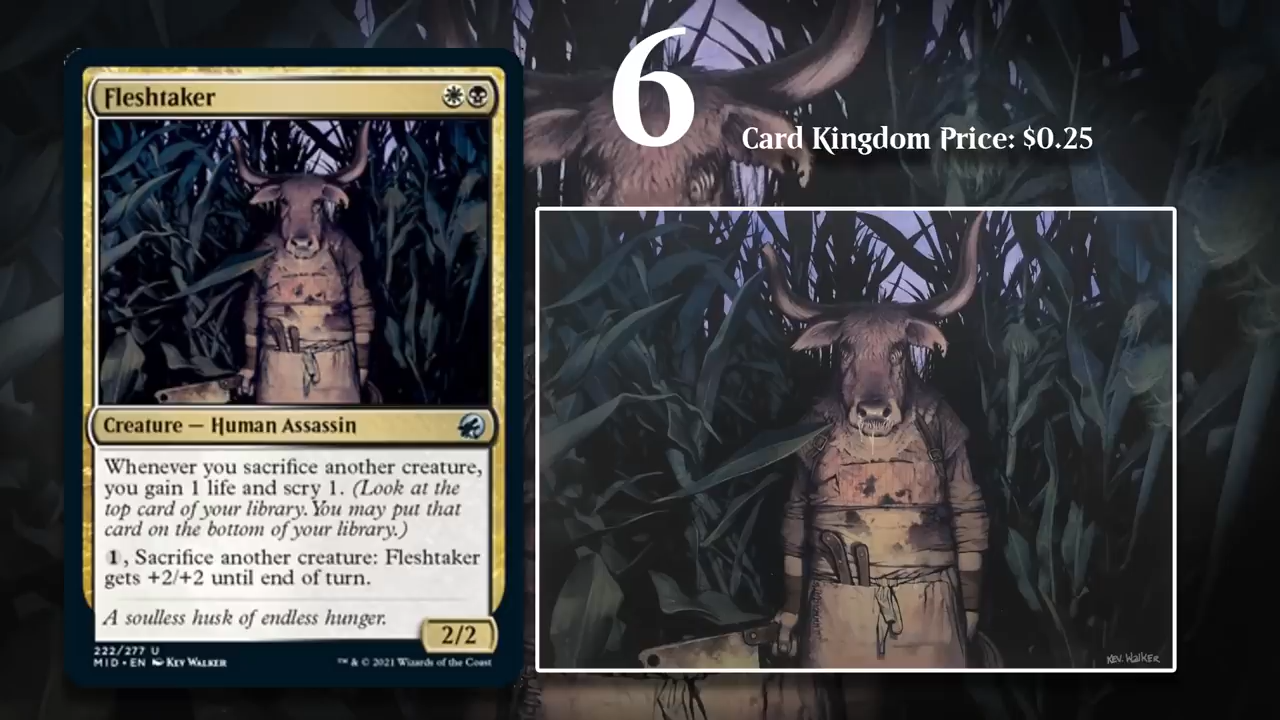 6
Card Kingdom Price: $0.25
Fleshtaker
Creature — Human Assassin
Whenever you sacrifice another creature,
you gain 1 life and scry 1. (Look at the
top card of your library. You may put that
card on the bottom of your library.)
1, Sacrifice another creature: Fleshtaker
gets +2/+2 until end of turn.
A soulless husk of endless hunger.
2/2
222/277 U
MID • EN Kev Walker
™ & © 2021 Wizards of the Coast
KEV. WALKER